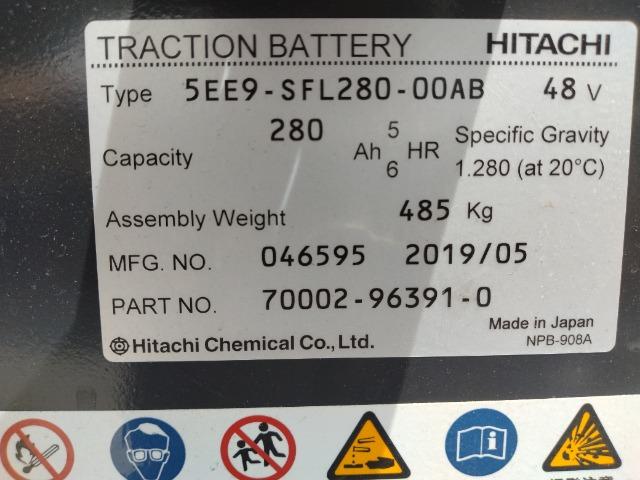 TRACTION BATTERY HITACHI
Type 5EE9-SFL280-00AB 48 V
Capacity 280 Ah 5 6 HR Specific Gravity
1.280 (at 20°C)
Assembly Weight 485 Kg
MFG. NO. 046595 2019/05
PART NO. 70002-96391-0
Made in Japan
Hitachi Chemical Co., Ltd. NPB-908A